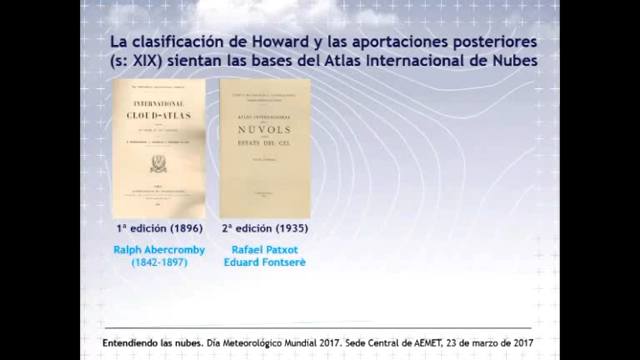 La clasificación de Howard y las aportaciones posteriores
(s: XIX) sientan las bases del Atlas Internacional de Nubes
INTERNATIONAL
CLOUD-ATLAS
ATLAS INTERNACIONAL
NÚVOLS
ESTATS DEL CEL
1ª edición (1896)
2ª edición (1935)
Ralph Abercromby
(1842-1897)
Rafael Patxot
Eduard Fontserè
Entendiendo las nubes. Día Meteorológico Mundial 2017. Sede Central de AEMET, 23 de marzo de 2017